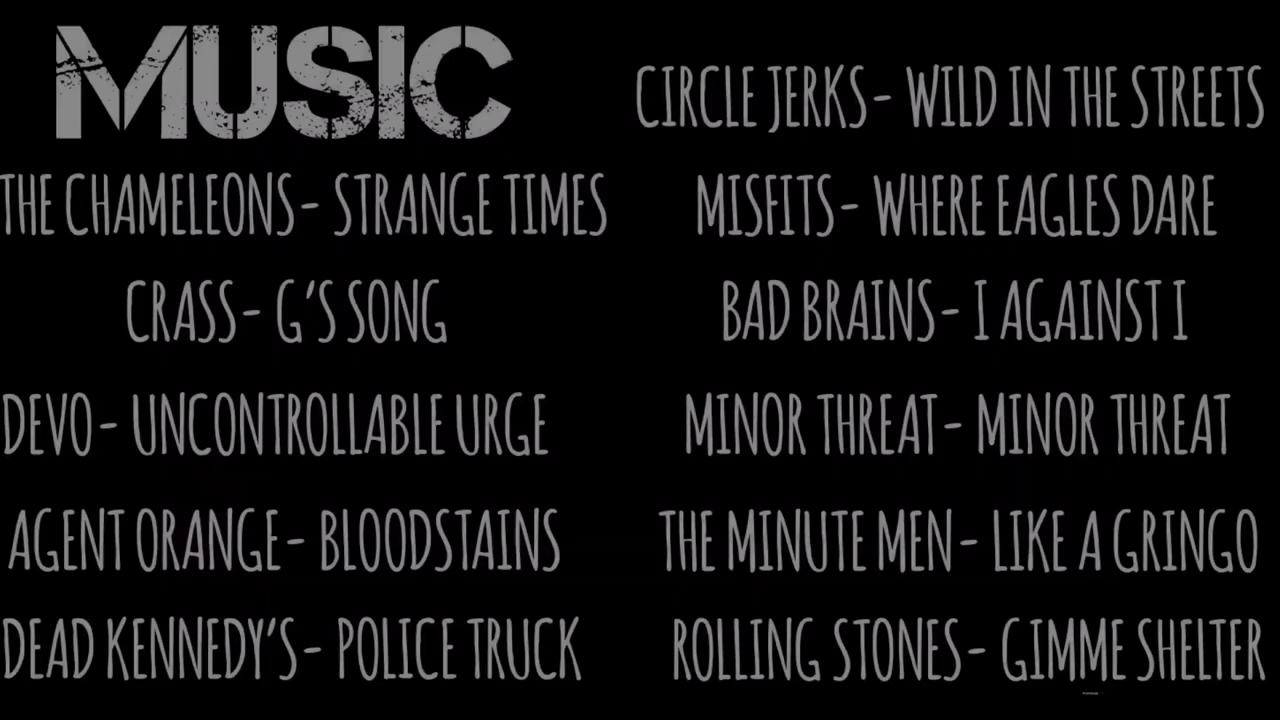 MUSIC
THE CHAMELEONS- STRANGE TIMES
CRASS- G'S SONG
DEVO- UNCONTROLLABLE URGE
AGENT ORANGE- BLOODSTAINS
DEAD KENNEDY'S- POLICE TRUCK
CIRCLE JERKS- WILD IN THE STREETS
MISFITS- WHERE EAGLES DARE
BAD BRAINS- I AGAINST I
MINOR THREAT- MINOR THREAT
THE MINUTE MEN- LIKE A GRINGO
ROLLING STONES- GIMME SHELTER